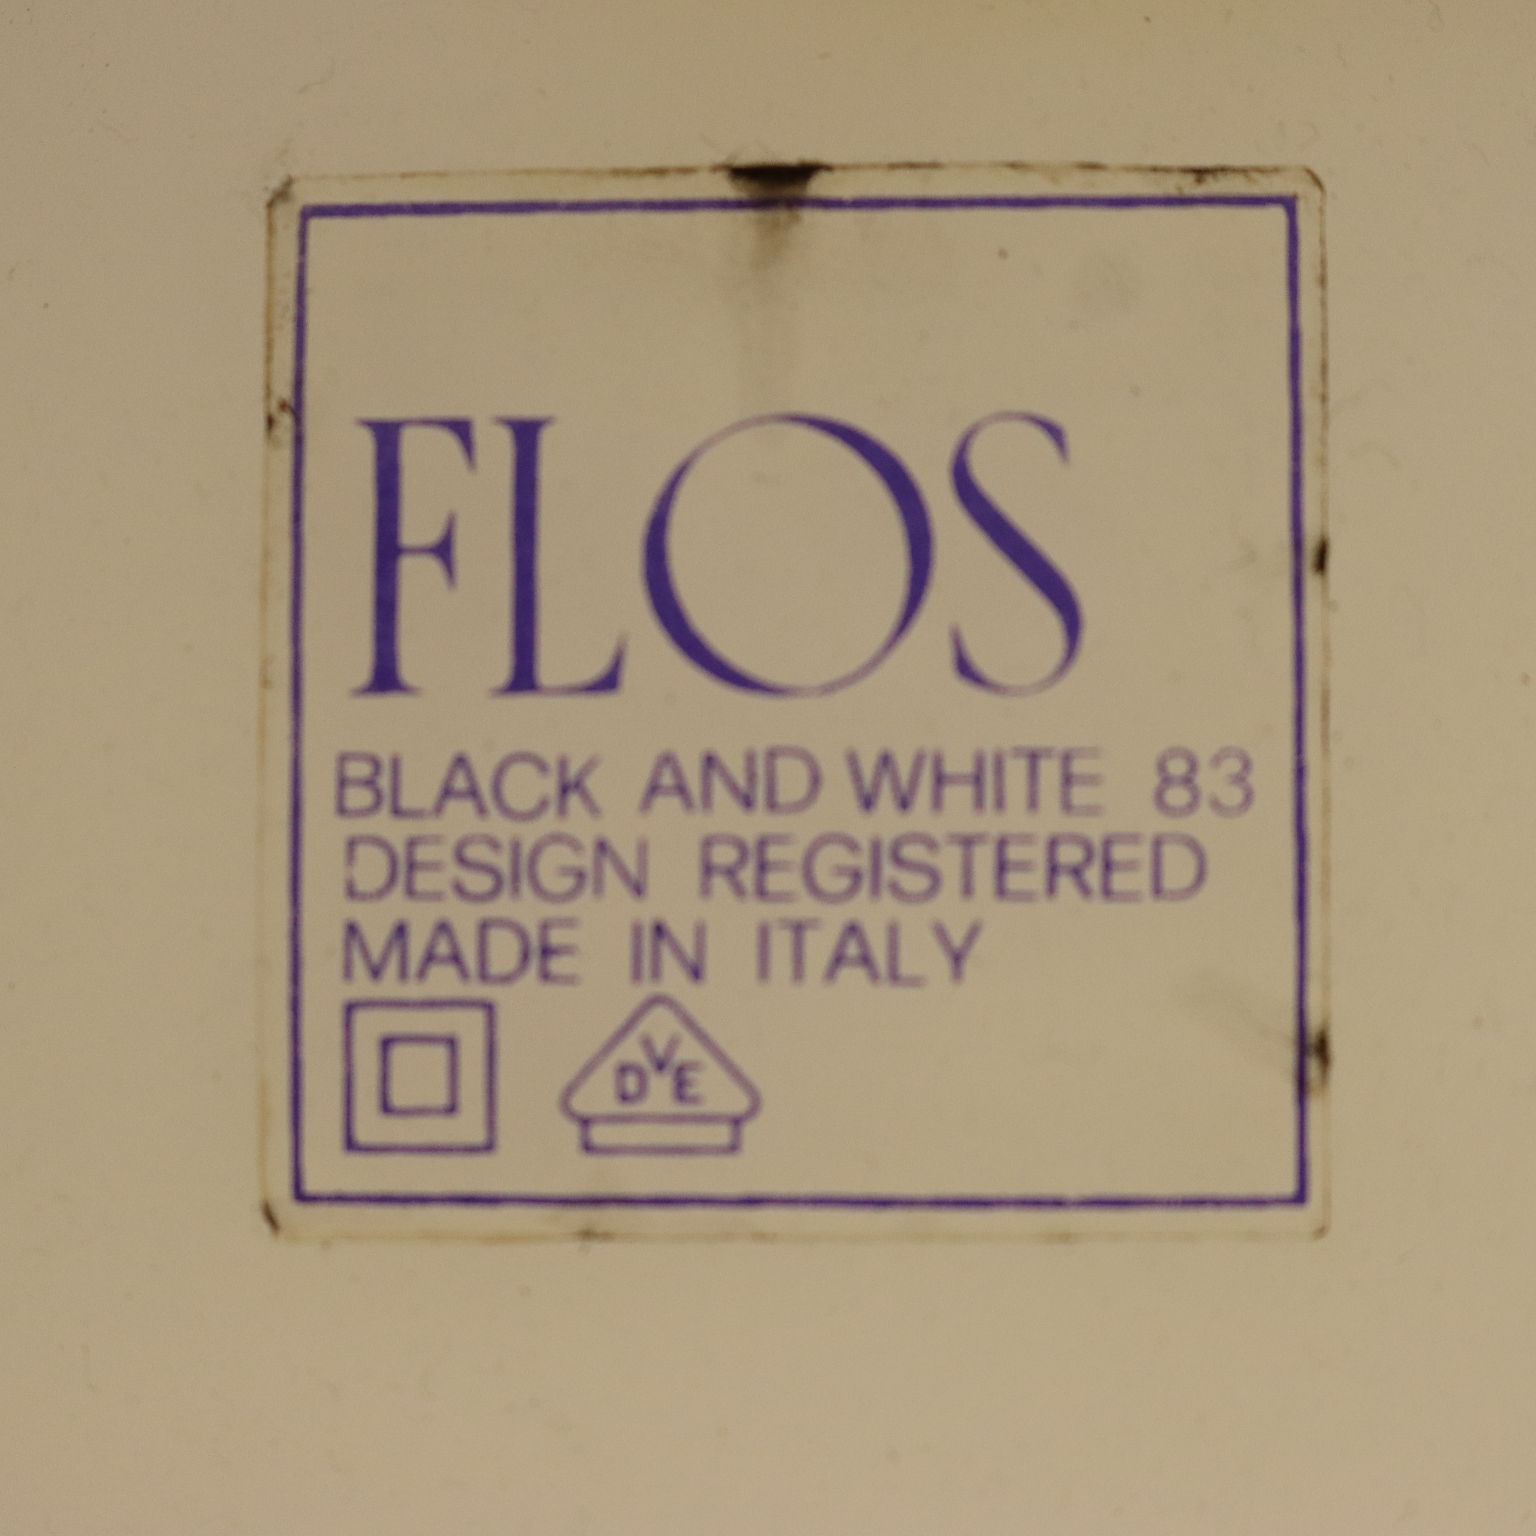 FLOS
BLACK AND WHITE 83
DESIGN REGISTERED
MADE IN ITALY
DVE